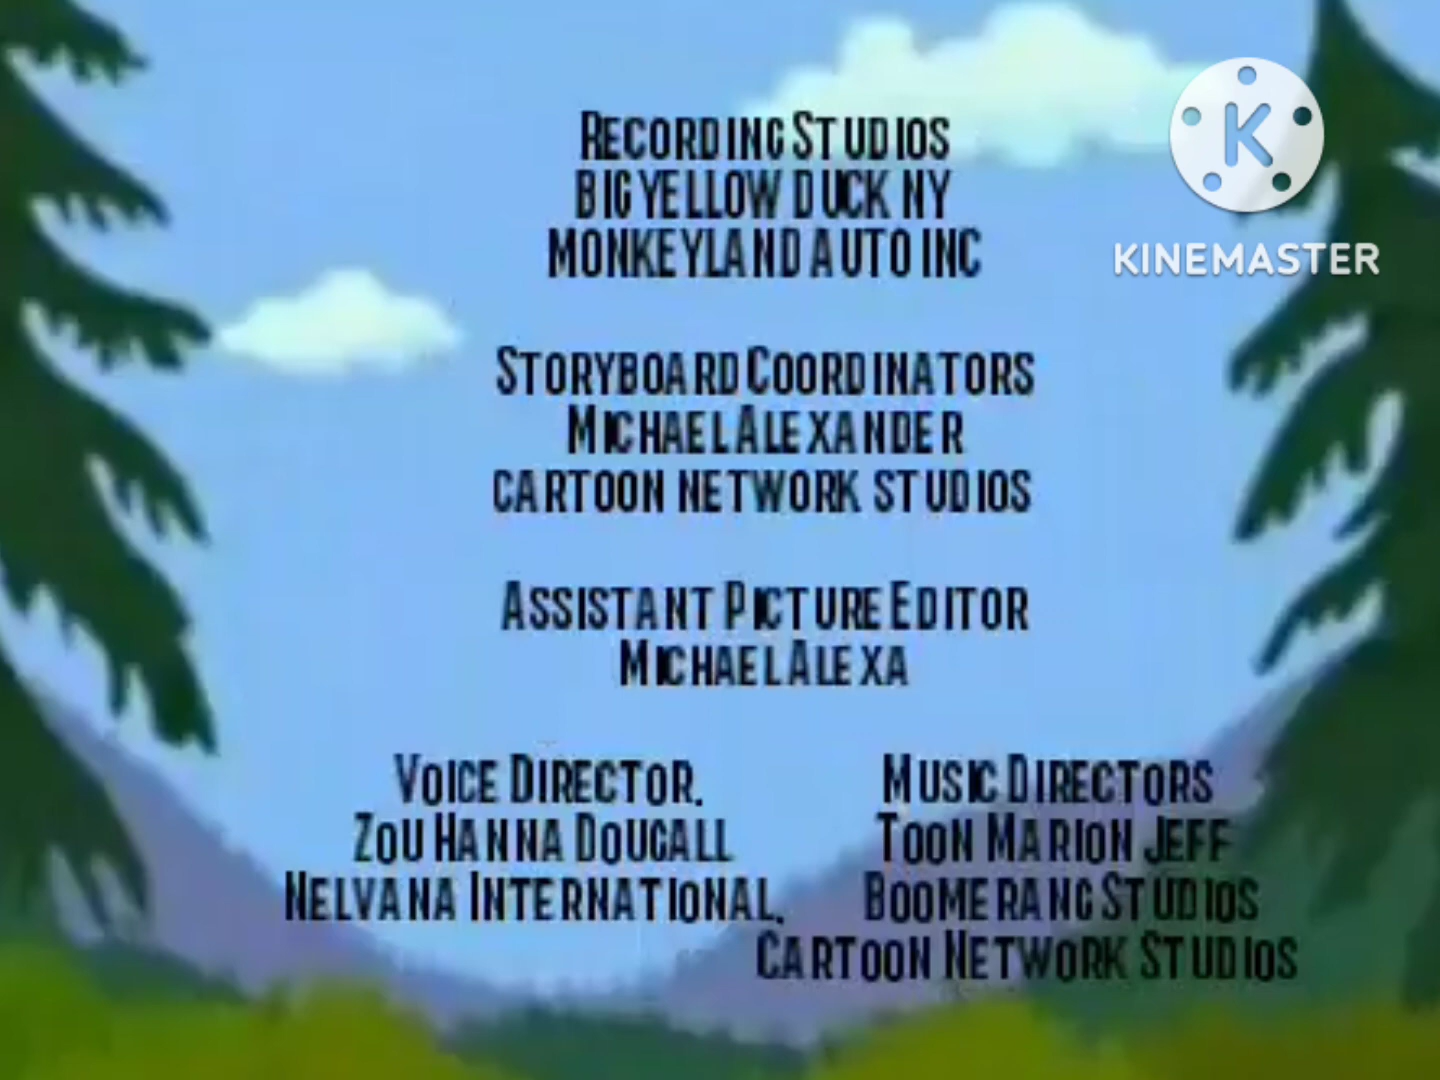 RECORDING STUDIOS
BIG YELLOW DUCK NY
MONKEYLAND AUTO INC
K
KINEMASTER
STORYBOARD COORDINATORS
MICHAEL ALEXANDER
CARTOON NETWORK STUDIOS
ASSISTANT PICTURE EDITOR
MICHAEL ALEXA
VOICE DIRECTOR.
ZOU HANNA DOUGALL
NELVANA INTERNATIONAL.
MUSIC DIRECTORS
TOON MARION JEFF
BOOMERANG STUDIOS
CARTOON NETWORK STUDIOS